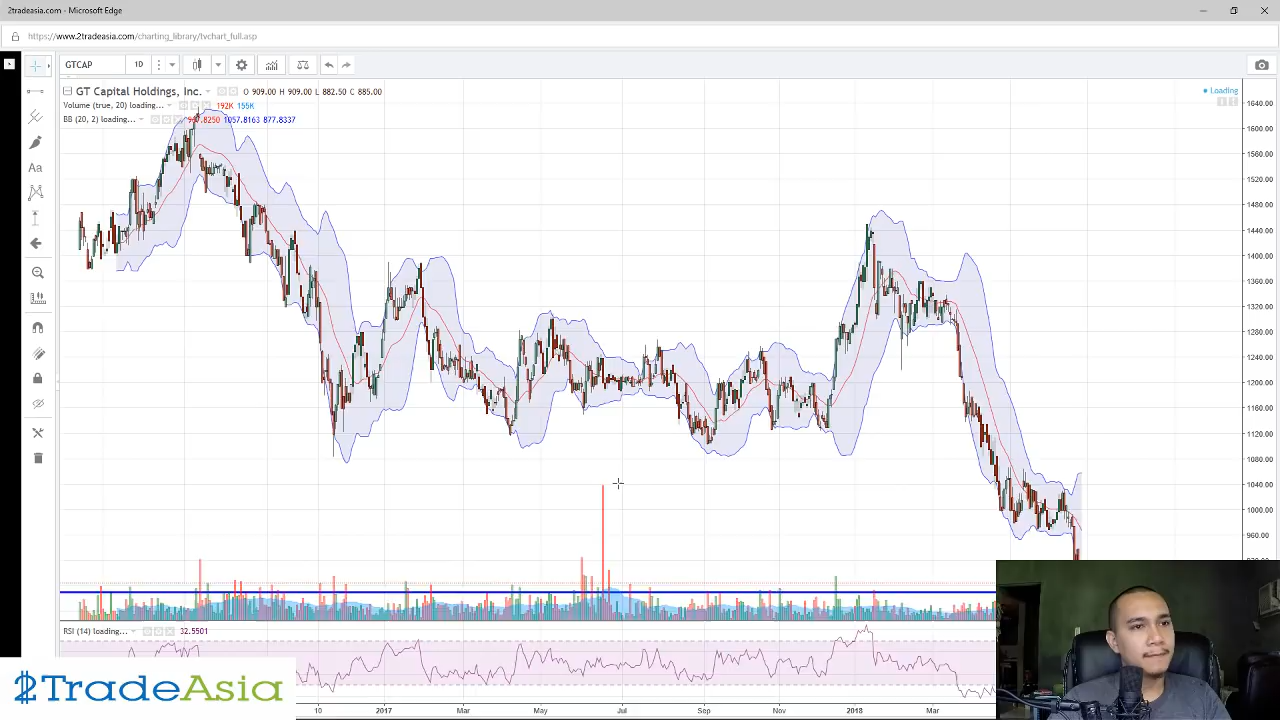 2tradeasia.com - Microsoft Edge
https://www.2tradeasia.com/charting_library/tvchart_full.asp
GTCAP 1D
GT Capital Holdings, Inc. O 909.00 H 909.00 L 882.50 C 885.00
Loading
Volume (true, 20) loading... 192K 155K
BB (20, 2) loading... 1057.8163 877.8337
Aa
1640.00
1600.00
1560.00
1520.00
1480.00
1440.00
1400.00
1360.00
1320.00
1280.00
1240.00
1200.00
1160.00
1120.00
1080.00
1040.00
1000.00
960.00
RSI (14) loading... 32.5501
2TradeAsia
10 2017 Mar May Jul Sep Nov 2018 Mar